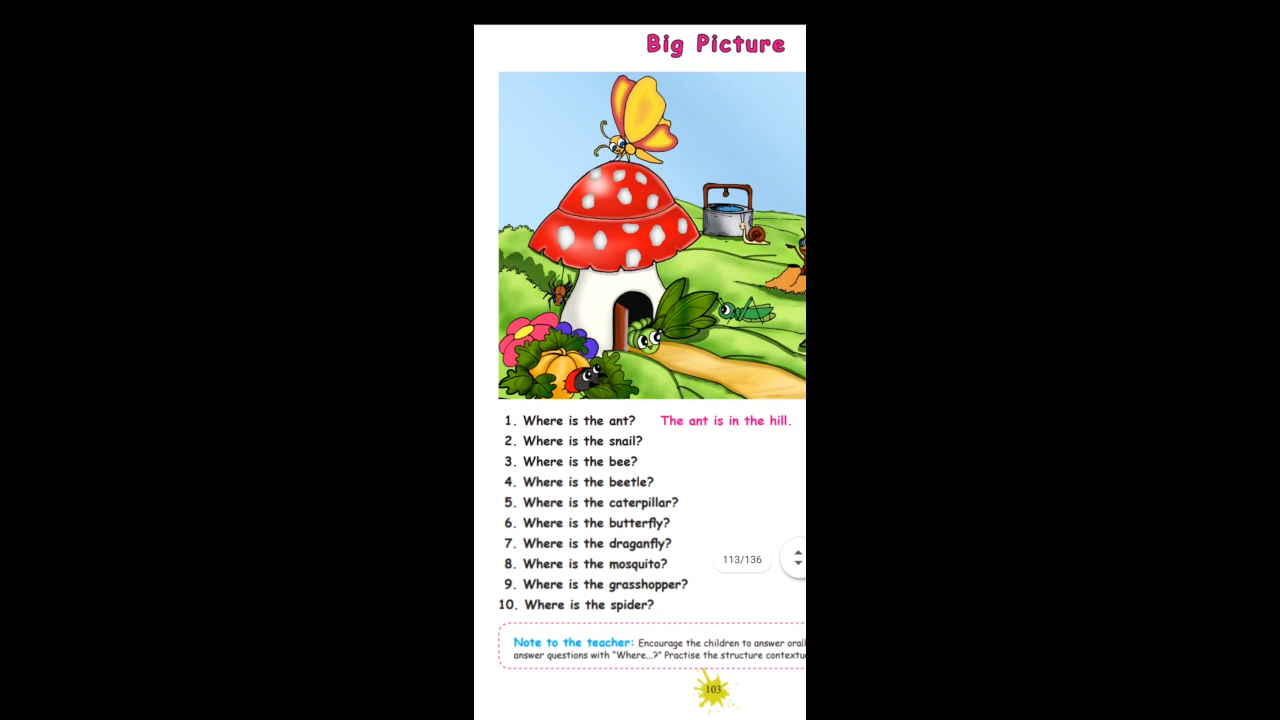 Big Picture
1. Where is the ant? The ant is in the hill.
2. Where is the snail?
3. Where is the bee?
4. Where is the beetle?
5. Where is the caterpillar?
6. Where is the butterfly?
7. Where is the draganfly?
8. Where is the mosquito?
113/136
9. Where is the grasshopper?
10. Where is the spider?
Note to the teacher: Encourage the children to answer
answer questions with "Where...?" Practise the structure
103